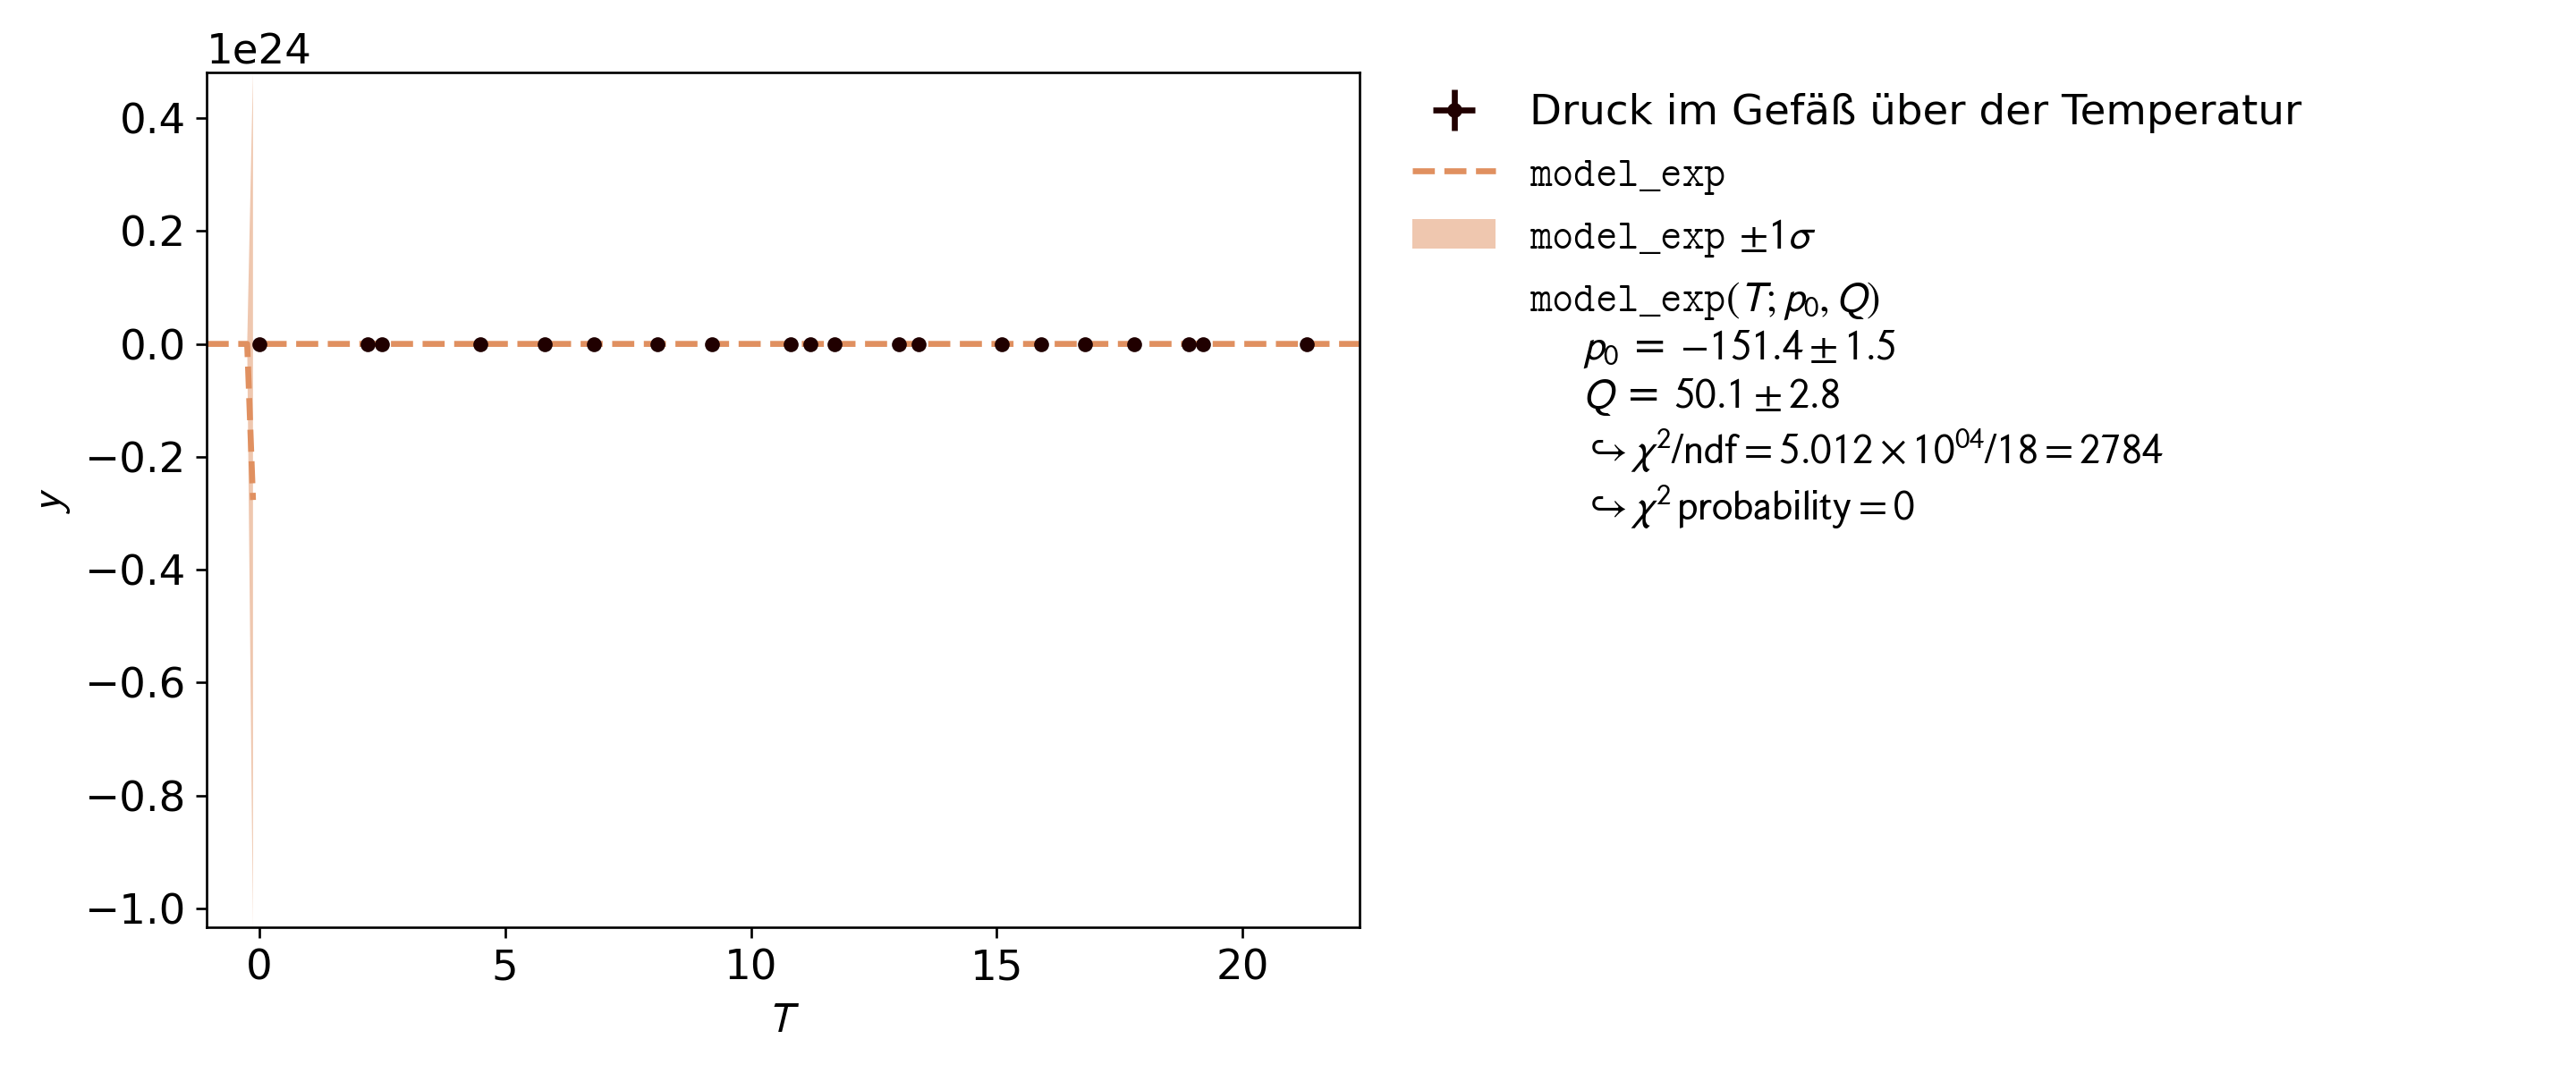 1e24
0.4
0.2
0.0
−0.2
−0.4
−0.6
−0.8
−1.0
y
0 5 10 15 20
T
Druck im Gefäß über der Temperatur
model_exp
model_exp ±1σ
model_exp(T; p₀, Q)
p₀ = −151.4 ± 1.5
Q = 50.1 ± 2.8
↪ χ²/ndf = 5.012 × 10⁰⁴/18 = 2784
↪ χ² probability = 0